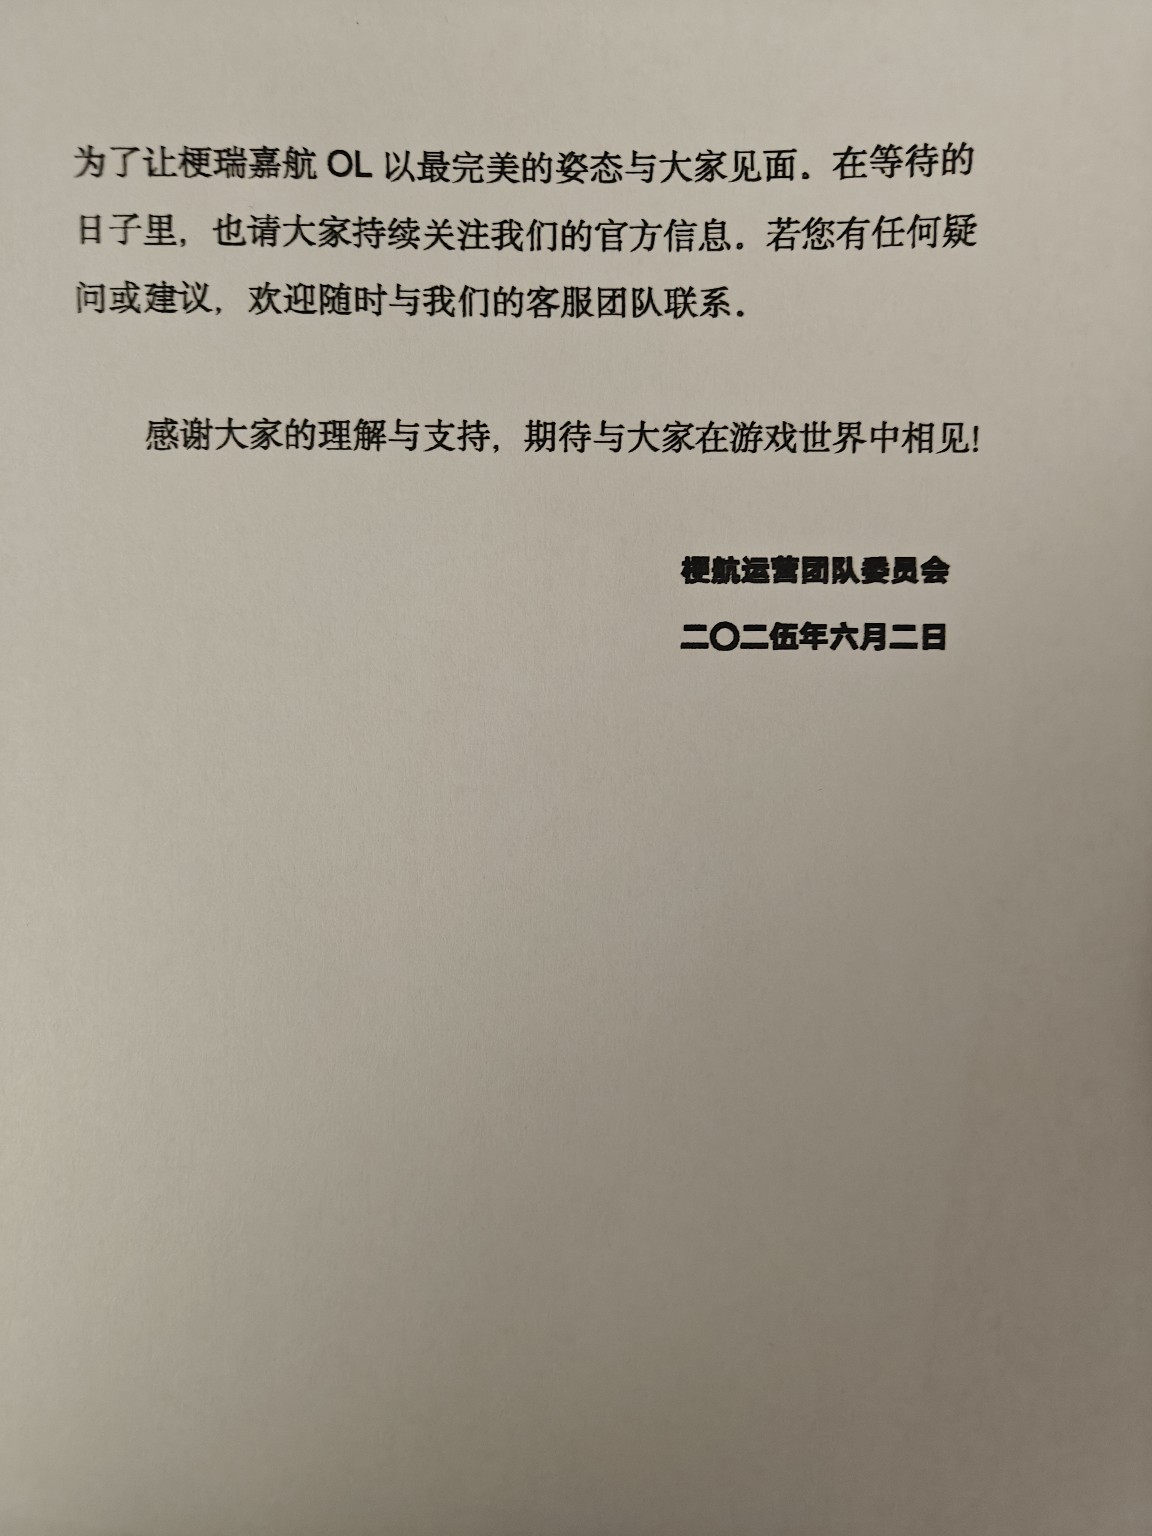 为了让梗瑞嘉航 OL 以最完美的姿态与大家见面。在等待的
日子里，也请大家持续关注我们的官方信息。若您有任何疑
问或建议，欢迎随时与我们的客服团队联系。
感谢大家的理解与支持，期待与大家在游戏世界中相见!
梗航运营团队委员会
二〇二伍年六月二日